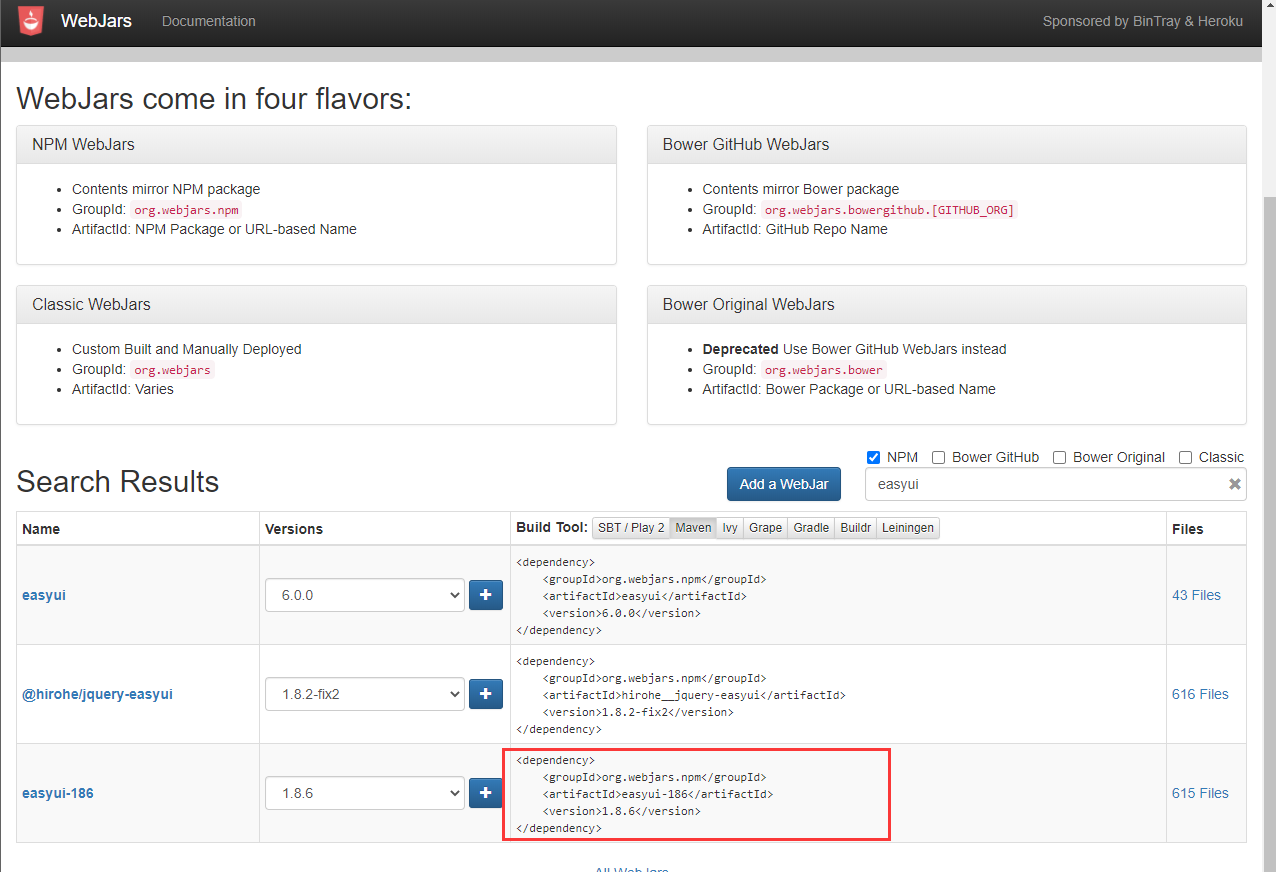 WebJars Documentation Sponsored by BinTray & Heroku
WebJars come in four flavors:
NPM WebJars
Contents mirror NPM package
GroupId: org.webjars.npm
ArtifactId: NPM Package or URL-based Name
Bower GitHub WebJars
Contents mirror Bower package
GroupId: org.webjars.bowergithub.[GITHUB_ORG]
ArtifactId: GitHub Repo Name
Classic WebJars
Custom Built and Manually Deployed
GroupId: org.webjars
ArtifactId: Varies
Bower Original WebJars
Deprecated Use Bower GitHub WebJars instead
GroupId: org.webjars.bower
ArtifactId: Bower Package or URL-based Name
NPM Bower GitHub Bower Original Classic
Search Results Add a WebJar easyui
Name Versions Build Tool: SBT / Play 2 Maven Ivy Grape Gradle Buildr Leiningen Files
easyui 6.0.0
<dependency>
<groupId>org.webjars.npm</groupId>
<artifactId>easyui</artifactId>
<version>6.0.0</version>
</dependency>
43 Files
@hirohe/jquery-easyui 1.8.2-fix2
<dependency>
<groupId>org.webjars.npm</groupId>
<artifactId>hirohe__jquery-easyui</artifactId>
<version>1.8.2-fix2</version>
</dependency>
616 Files
easyui-186 1.8.6
<dependency>
<groupId>org.webjars.npm</groupId>
<artifactId>easyui-186</artifactId>
<version>1.8.6</version>
</dependency>
615 Files
All WebJars